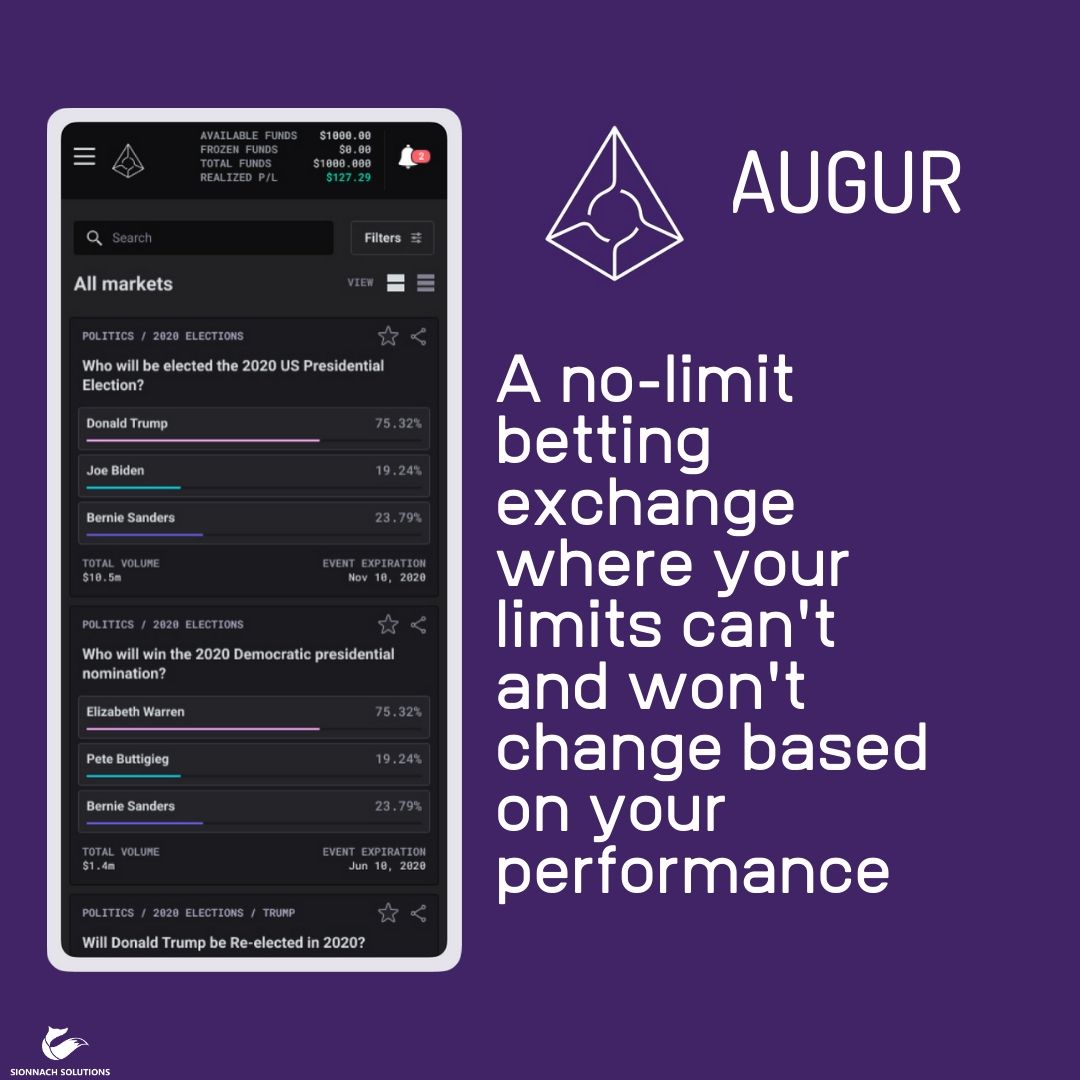 AVAILABLE FUNDS $1000.00
FROZEN FUNDS $0.00
TOTAL FUNDS $1000.000
REALIZED P/L $127.29
2
Search
Filters
All markets
VIEW
POLITICS / 2020 ELECTIONS
Who will be elected the 2020 US Presidential
Election?
Donald Trump 75.32%
Joe Biden 19.24%
Bernie Sanders 23.79%
TOTAL VOLUME EVENT EXPIRATION
$10.5m Nov 10, 2020
POLITICS / 2020 ELECTIONS
Who will win the 2020 Democratic presidential
nomination?
Elizabeth Warren 75.32%
Pete Buttigieg 19.24%
Bernie Sanders 23.79%
TOTAL VOLUME EVENT EXPIRATION
$1.4m Jun 10, 2020
POLITICS / 2020 ELECTIONS / TRUMP
Will Donald Trump be Re-elected in 2020?
AUGUR
A no-limit
betting
exchange
where your
limits can't
and won't
change based
on your
performance
SIONNACH SOLUTIONS